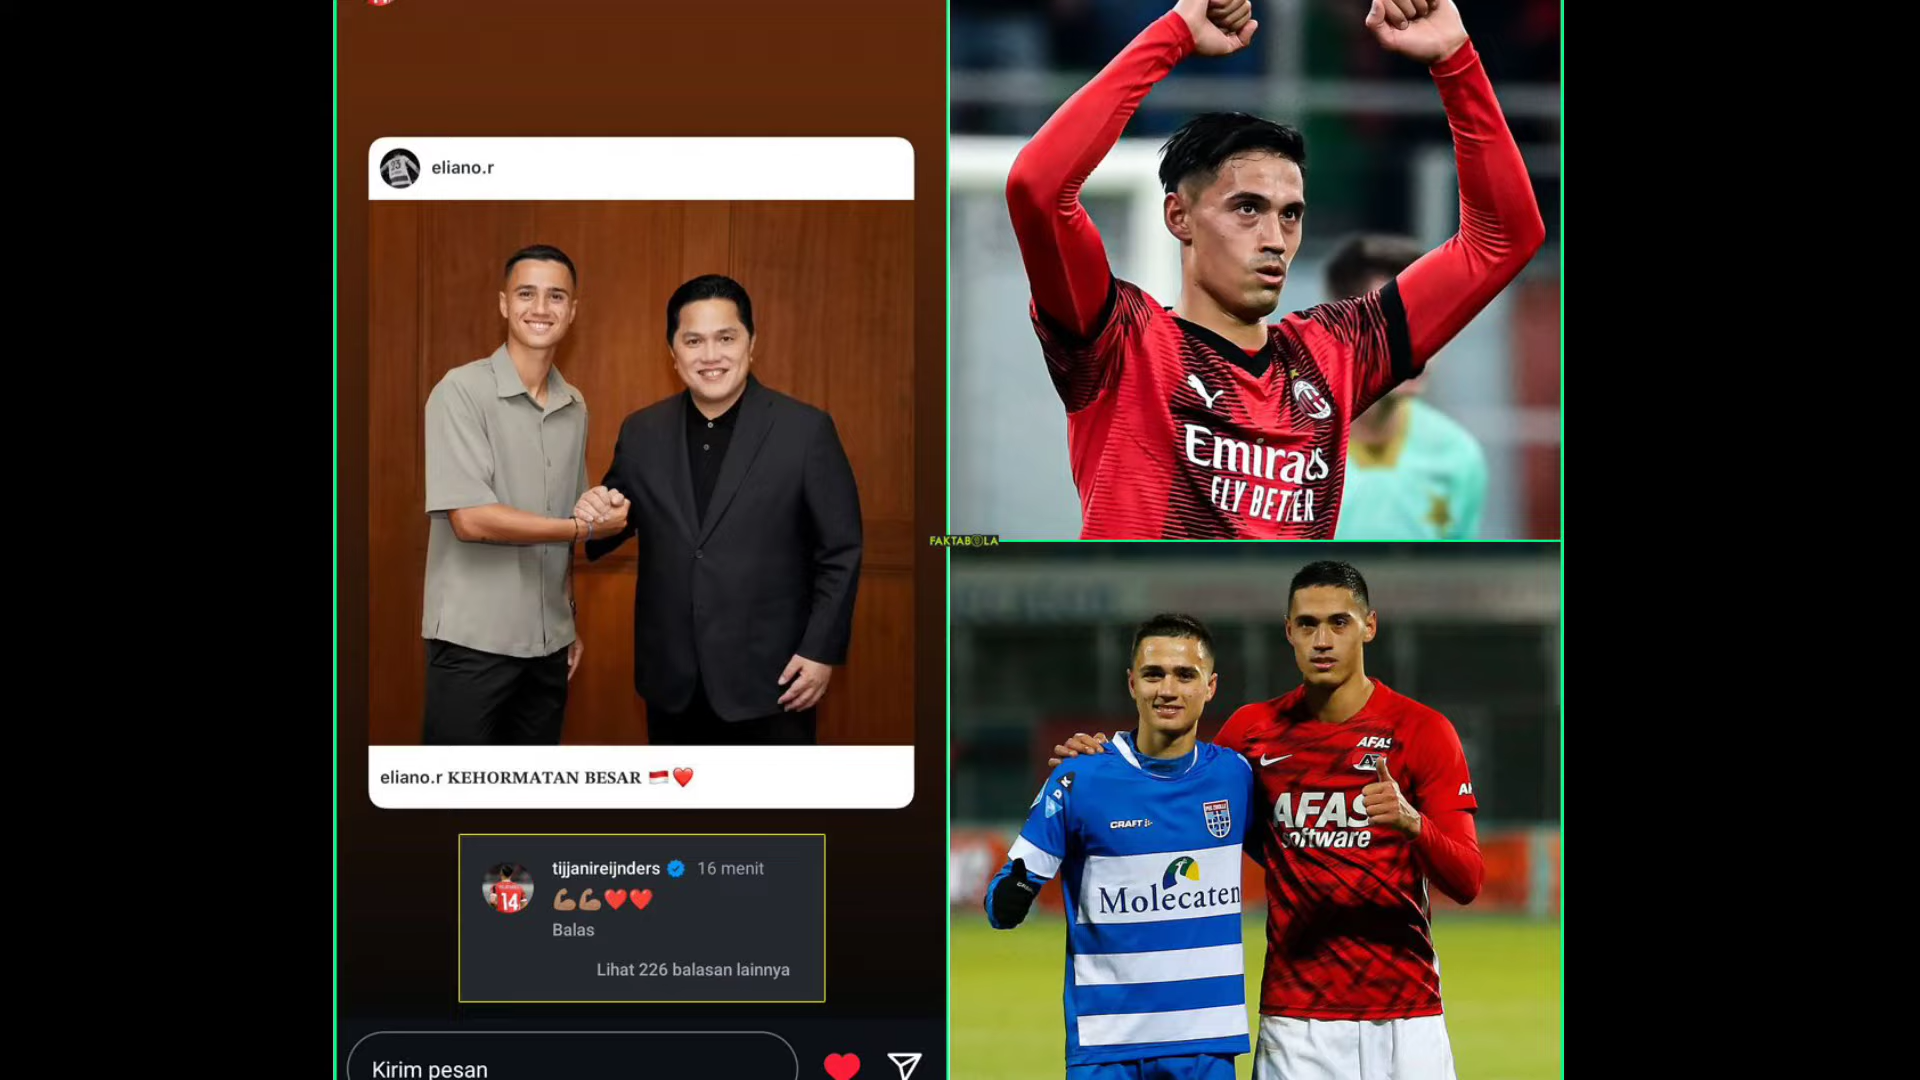 eliano.r
eliano.r KEHORMATAN BESAR 🇮🇩❤️
tijjanireijnders 16 menit
💪🏽💪🏽❤️❤️
Balas
Lihat 226 balasan lainnya
Kirim pesan
FAKTABOLA
Emirates
FLY BETTER
CRAFT
Molecaten
AFAS
AFAS
software
14